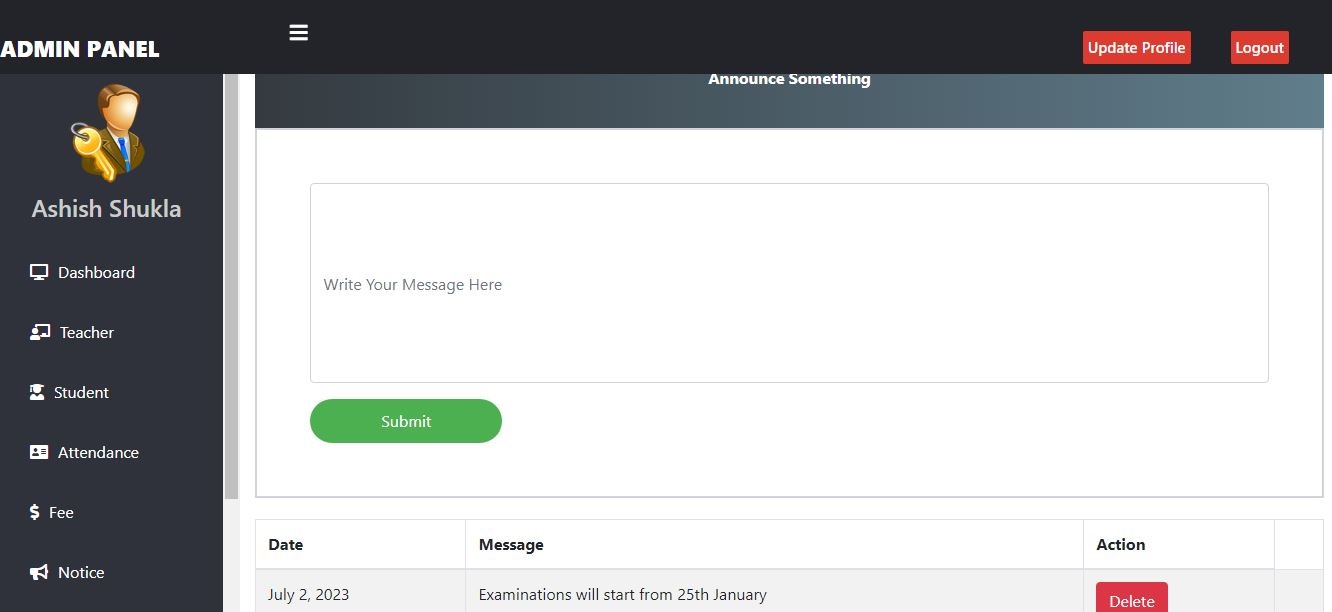 ADMIN PANEL
Update Profile
Logout
Ashish Shukla
Dashboard
Teacher
Student
Attendance
Fee
Notice
Announce Something
Write Your Message Here
Submit
Date Message Action
July 2, 2023 Examinations will start from 25th January Delete